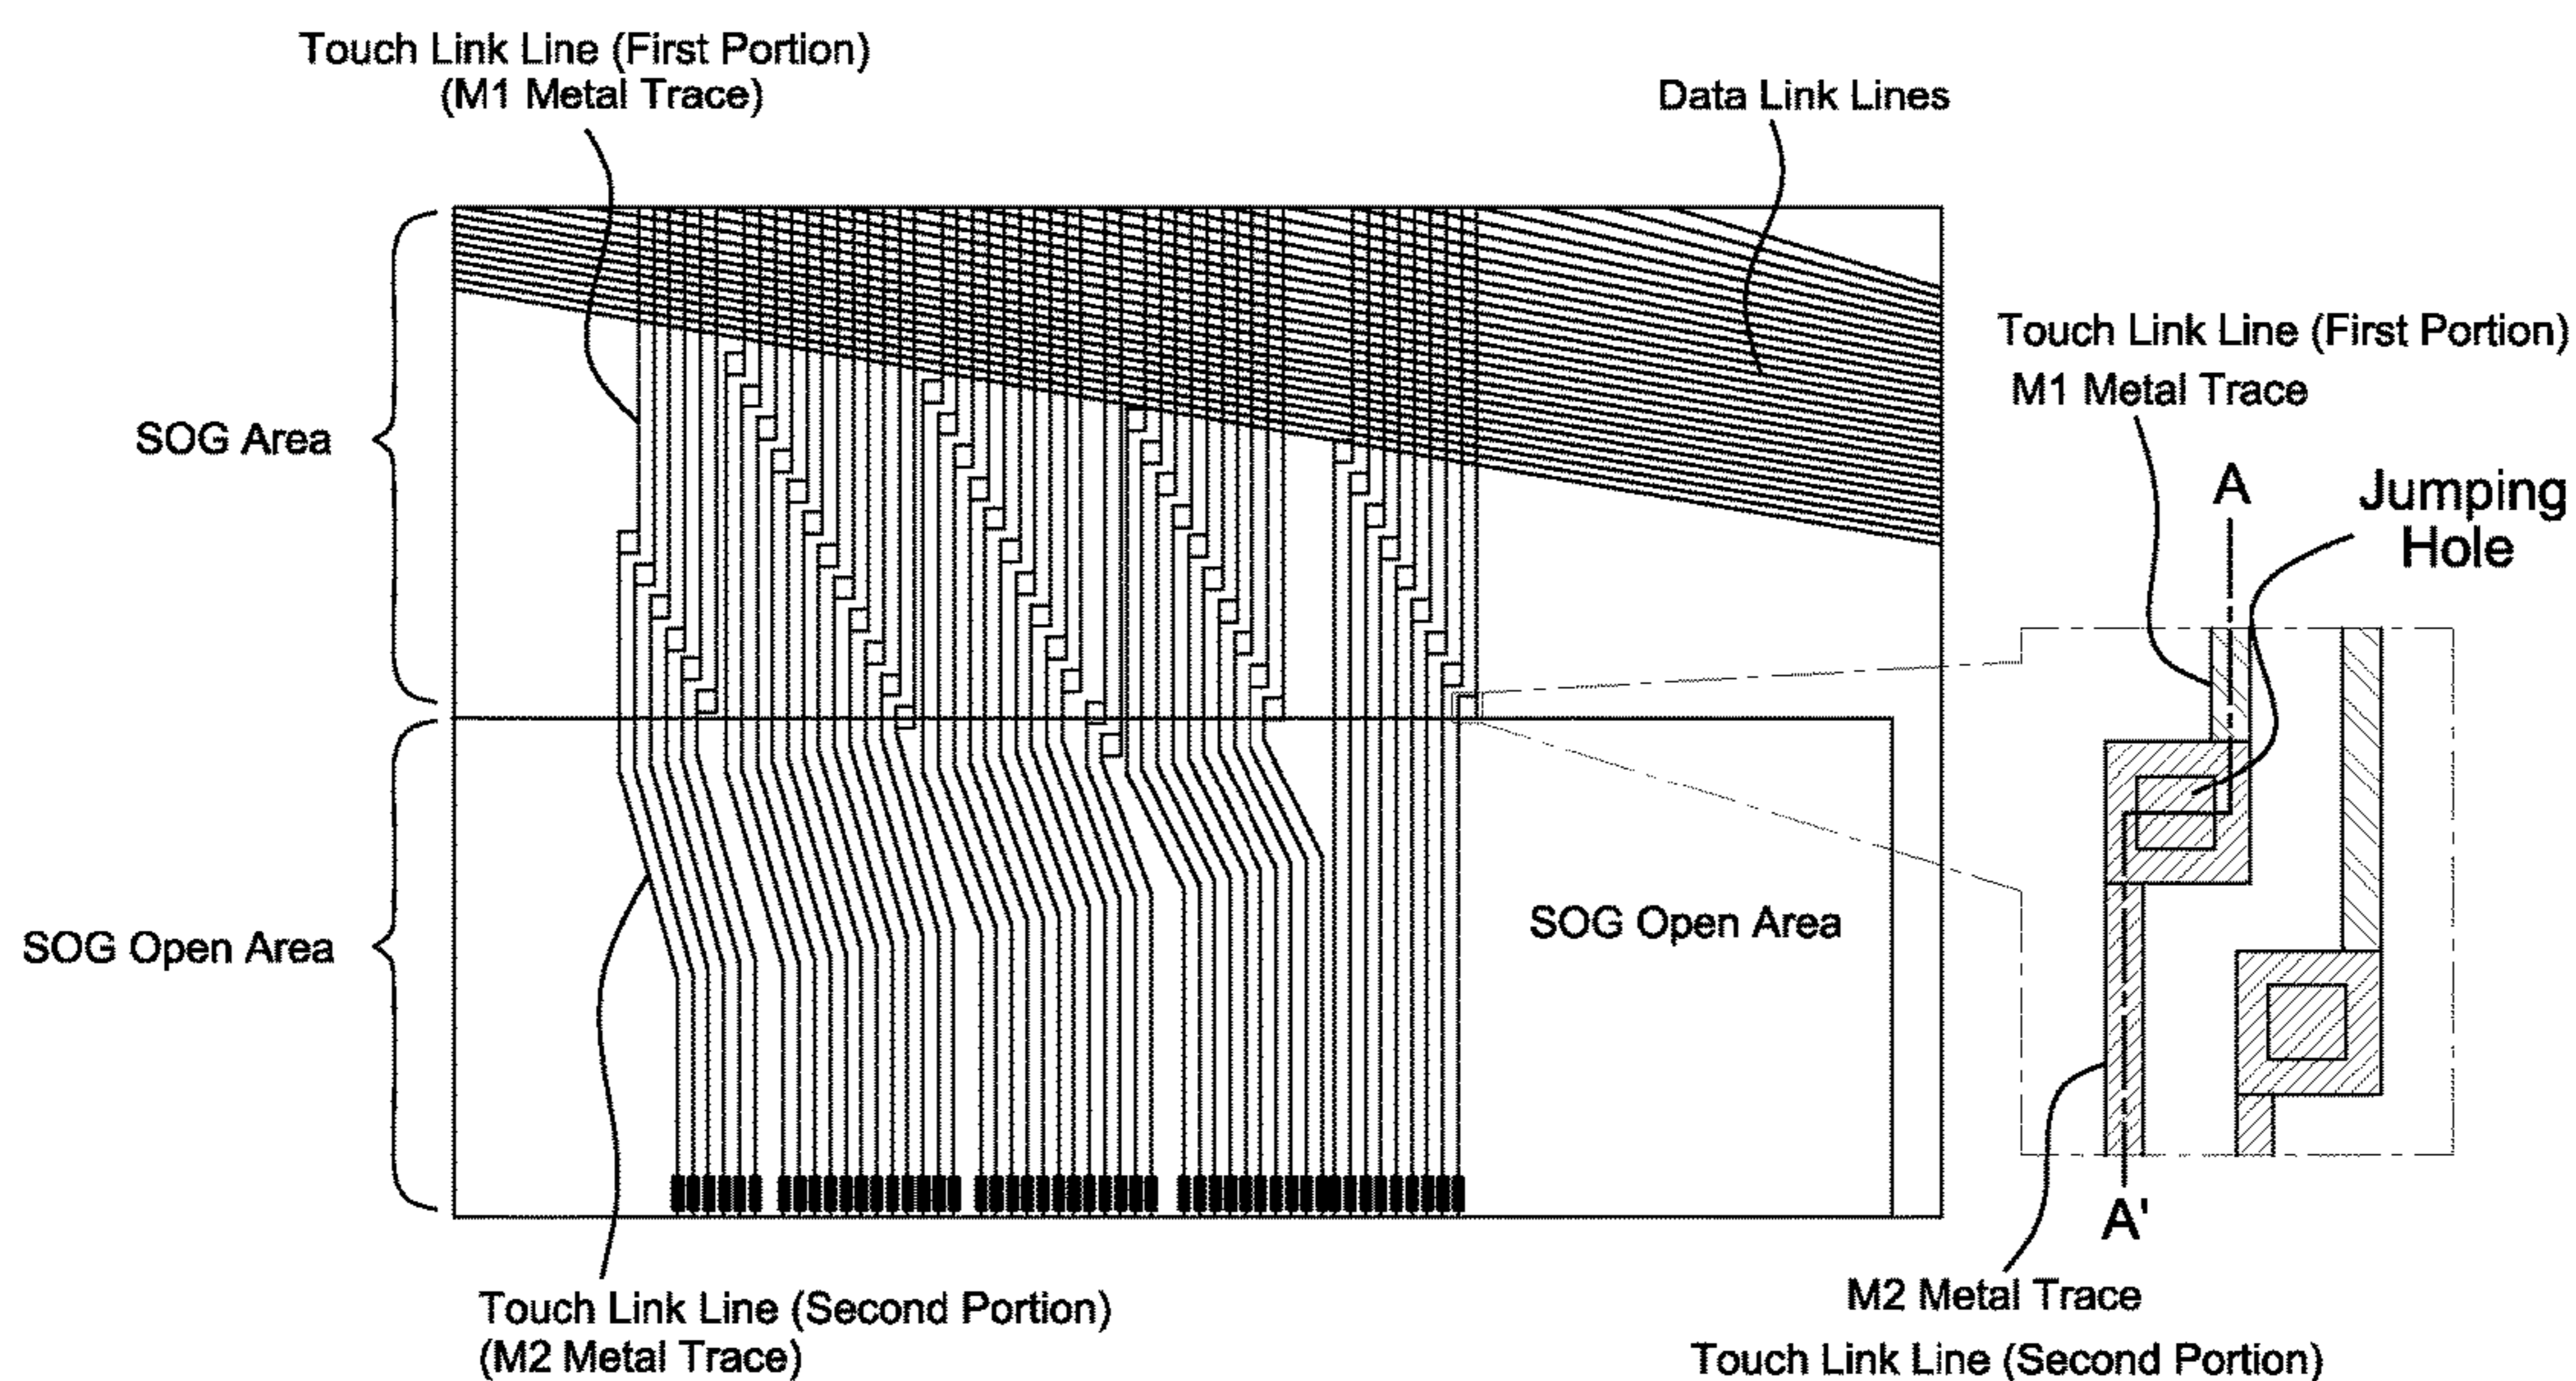 Touch Link Line (First Portion)
(M1 Metal Trace)
Data Link Lines
Touch Link Line (First Portion)
M1 Metal Trace
SOG Area
A
Jumping
Hole
SOG Open Area
SOG Open Area
A'
M2 Metal Trace
Touch Link Line (Second Portion)
Touch Link Line (Second Portion)
(M2 Metal Trace)